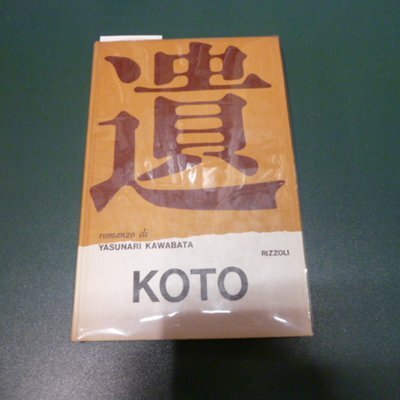 遺
romanzo di
YASUNARI KAWABATA
RIZZOLI
KOTO